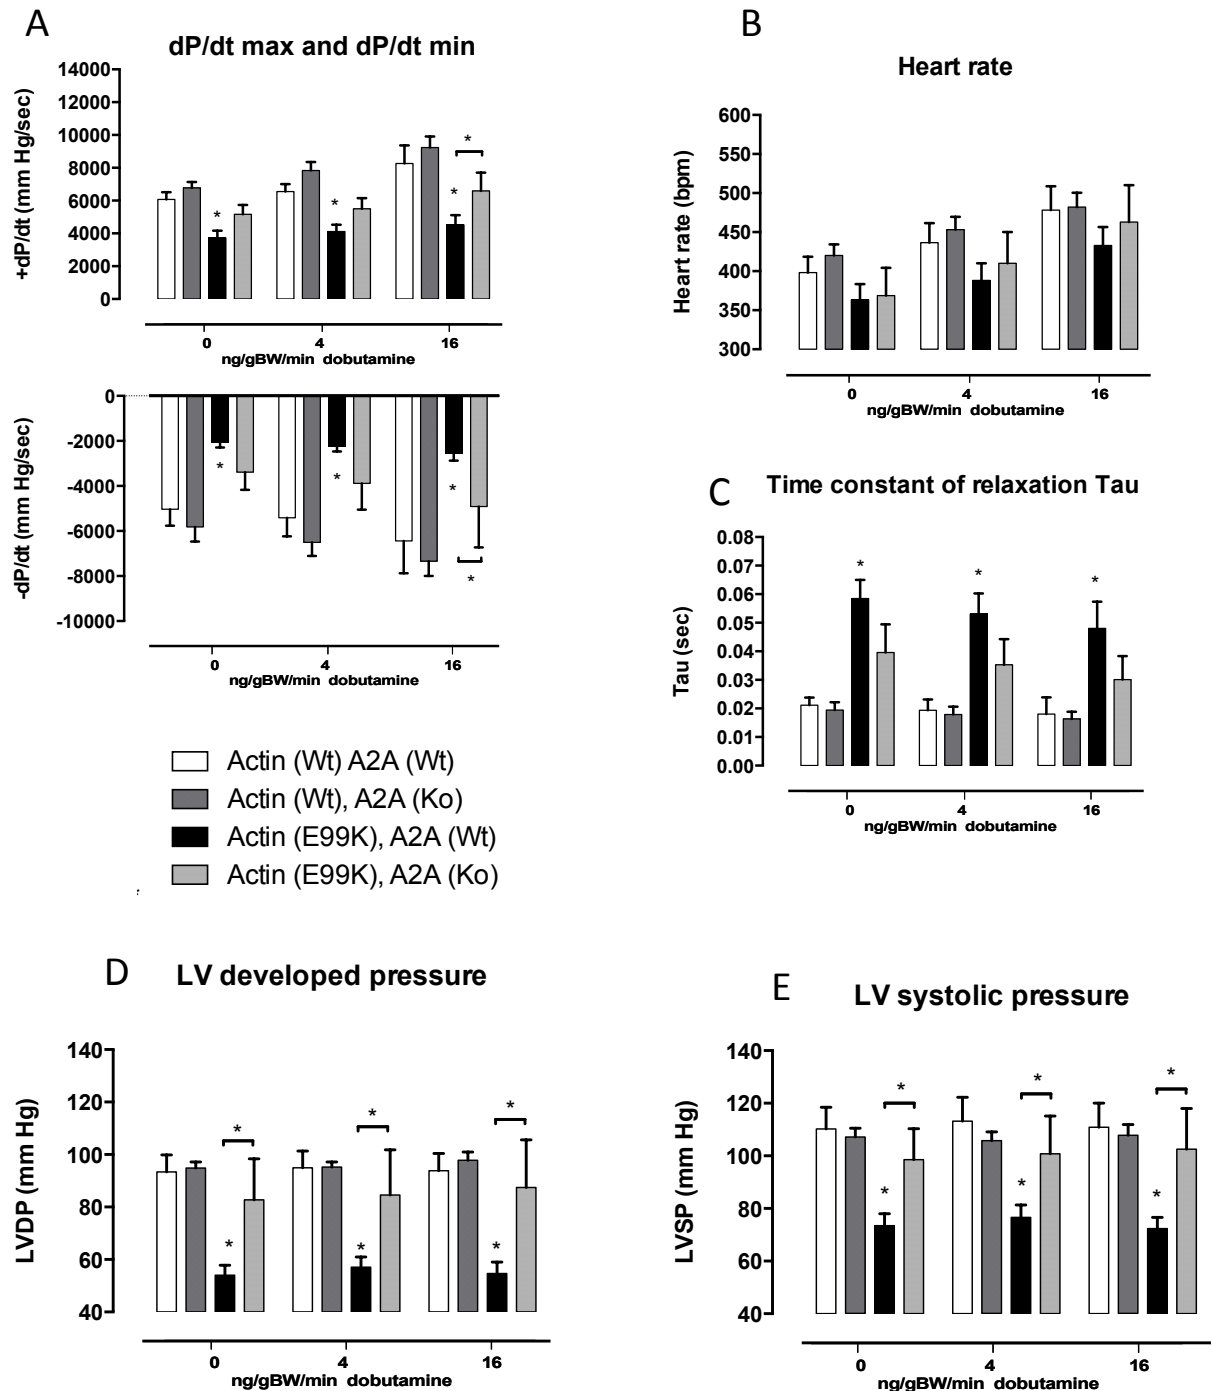 A
dP/dt max and dP/dt min
+dP/dt (mm Hg/sec)
14000
12000
10000
8000
6000
4000
2000
0
*
*
*
*
0 4 16
ng/gBW/min dobutamine
-dP/dt (mm Hg/sec)
0
-2000
-4000
-6000
-8000
-10000
*
*
*
*
0 4 16
ng/gBW/min dobutamine
B
Heart rate
Heart rate (bpm)
600
550
500
450
400
350
300
0 4 16
ng/gBW/min dobutamine
C
Time constant of relaxation Tau
Tau (sec)
0.08
0.07
0.06
0.05
0.04
0.03
0.02
0.01
0.00
*
*
*
0 4 16
ng/gBW/min dobutamine
Actin (Wt) A2A (Wt)
Actin (Wt), A2A (Ko)
Actin (E99K), A2A (Wt)
Actin (E99K), A2A (Ko)
D
LV developed pressure
LVDP (mm Hg)
140
120
100
80
60
40
*
*
*
*
*
*
0 4 16
ng/gBW/min dobutamine
E
LV systolic pressure
LVSP (mm Hg)
140
120
100
80
60
40
*
*
*
*
*
*
0 4 16
ng/gBW/min dobutamine